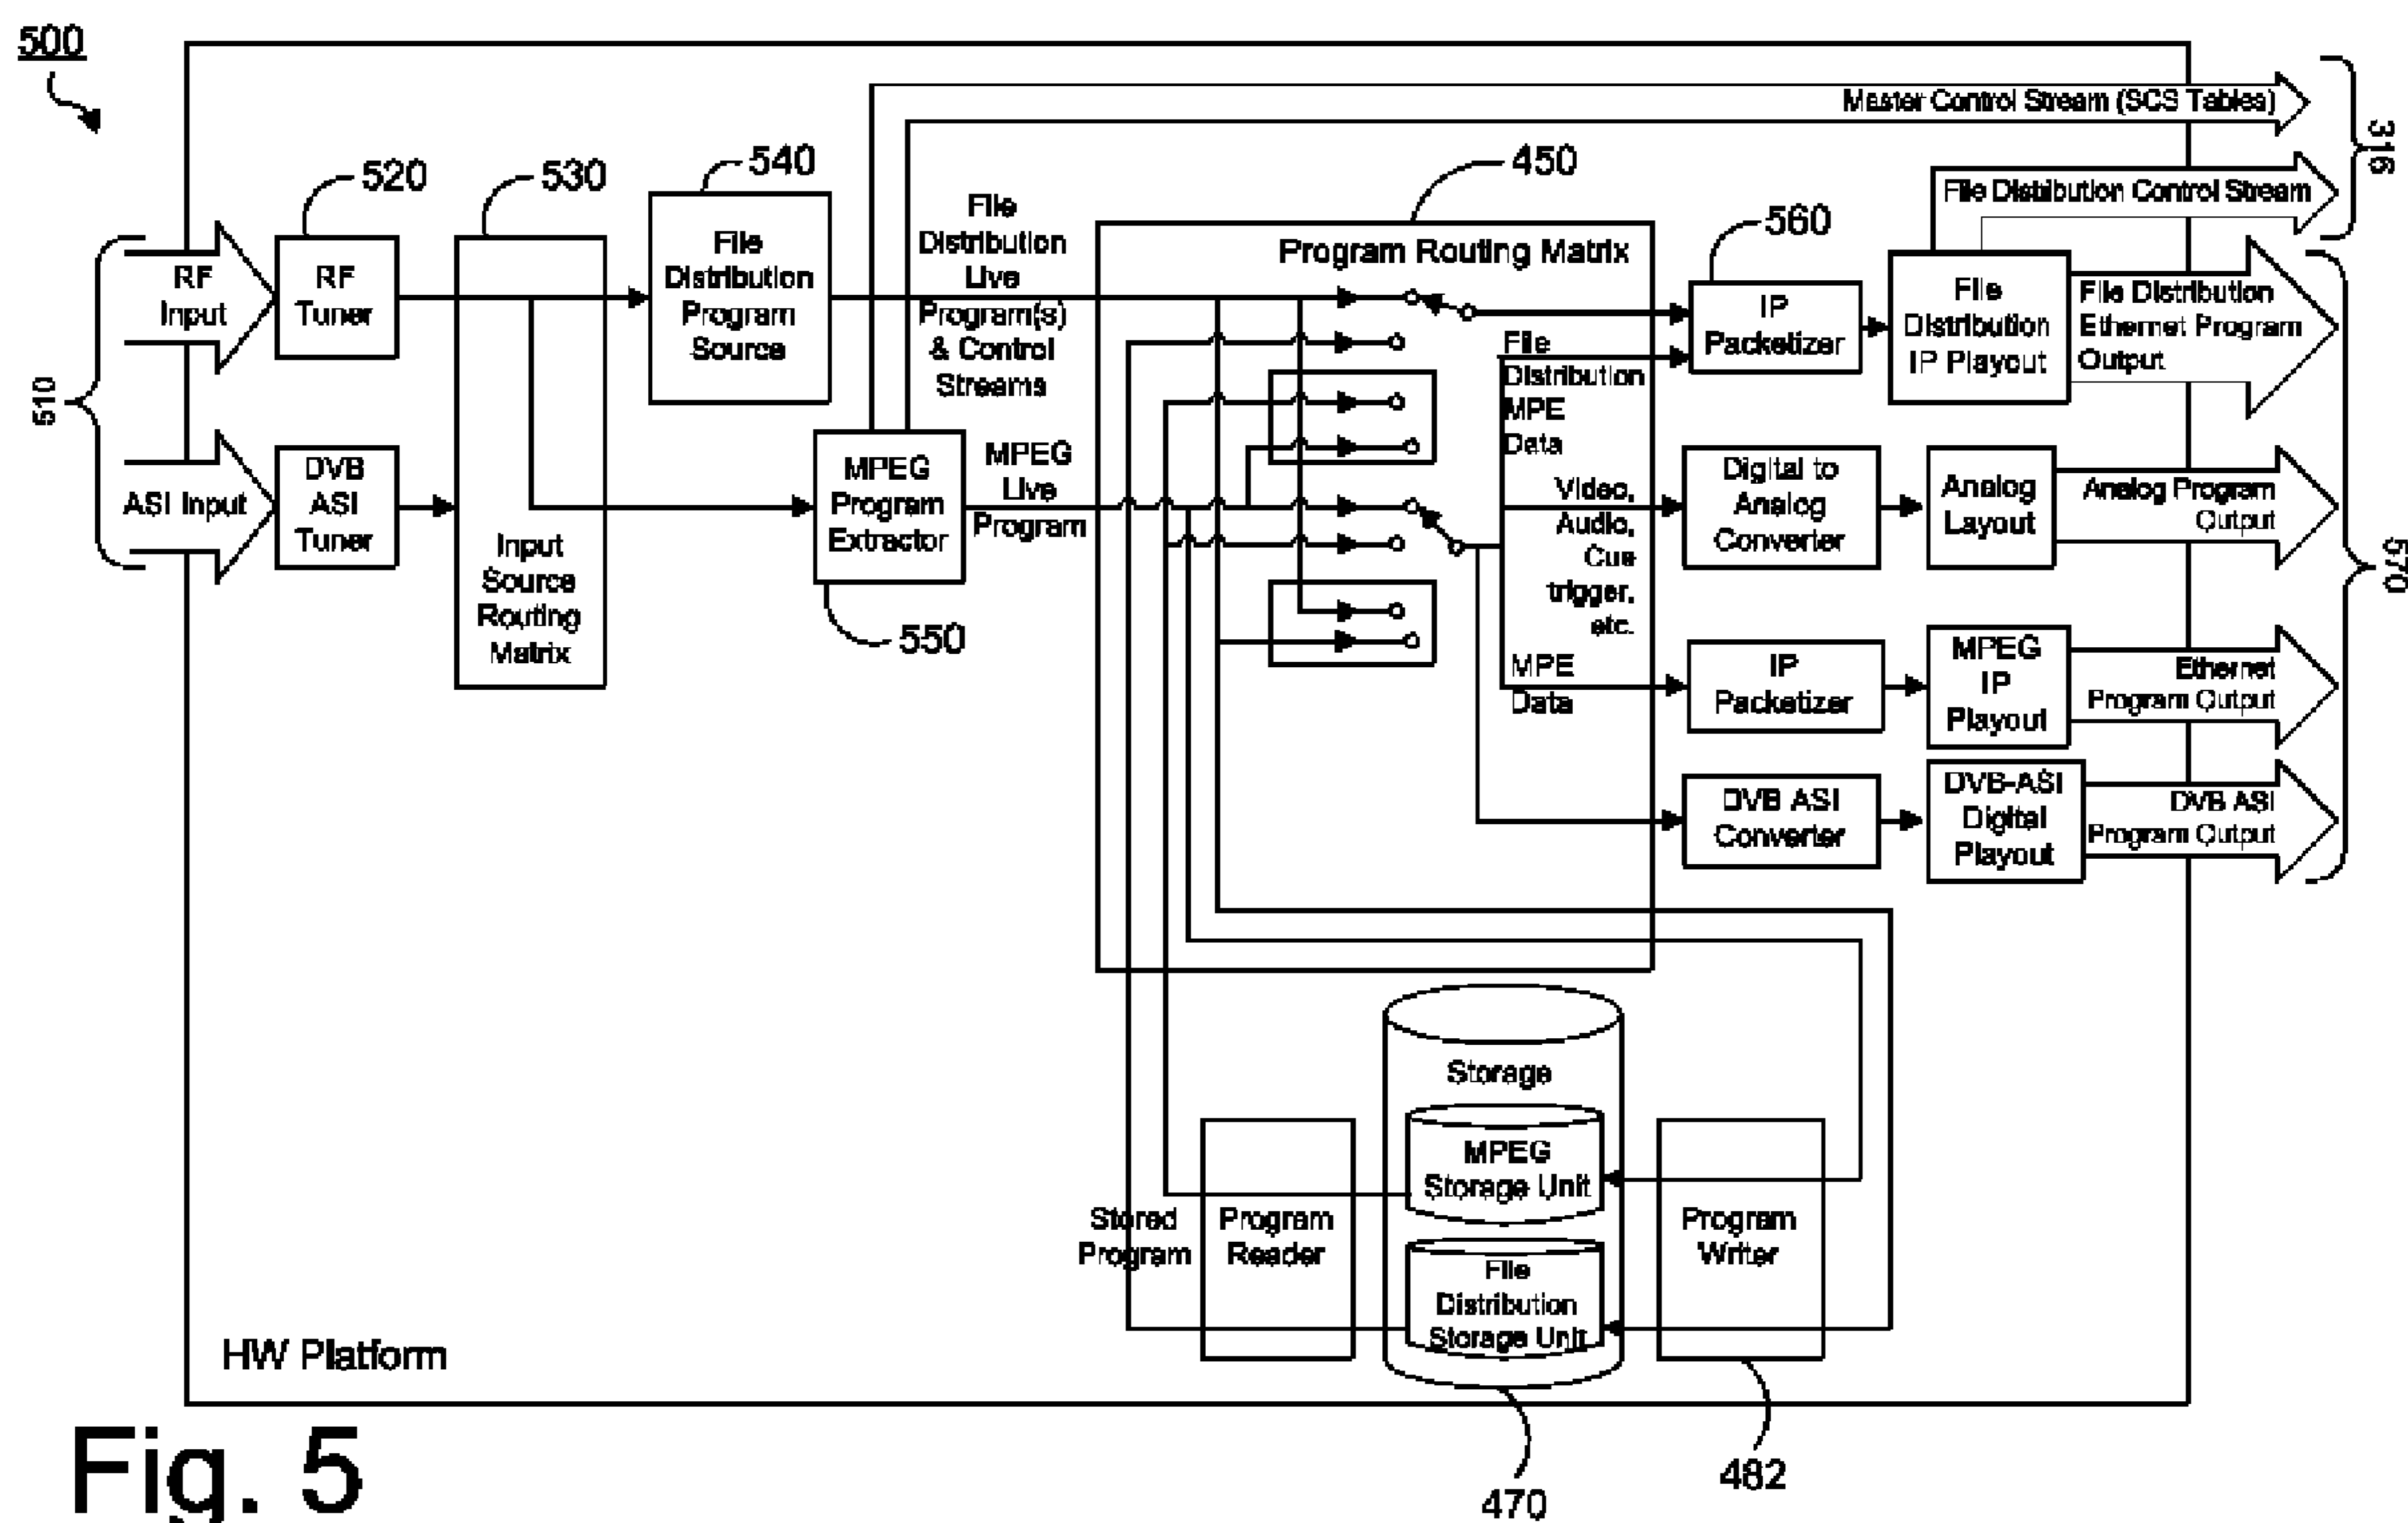 500
Master Control Stream (SCS Tables)
316
File Distribution Control Stream
520
530
540
450
560
RF
Input
RF
Tuner
File
Distribution
Program
Source
File
Distribution
Live
Program(s)
& Control
Streams
Program Routing Matrix
IP
Packetizer
File
Distribution
IP Playout
File Distribution
Ethernet Program
Output
510
File
Distribution
MPE
Data
ASI Input
DVB
ASI
Tuner
Input
Source
Routing
Matrix
MPEG
Program
Extractor
MPEG
Live
Program
550
Video,
Audio,
Cue
trigger,
etc.
Digital to
Analog
Converter
Analog
Layout
Analog Program
Output
570
MPE
Data
IP
Packetizer
MPEG
IP
Playout
Ethernet
Program Output
DVB ASI
Converter
DVB-ASI
Digital
Playout
DVB ASI
Program Output
Storage
MPEG
Storage Unit
Stored
Program
Program
Reader
Program
Writer
File
Distribution
Storage Unit
HW Platform
470
482
Fig. 5